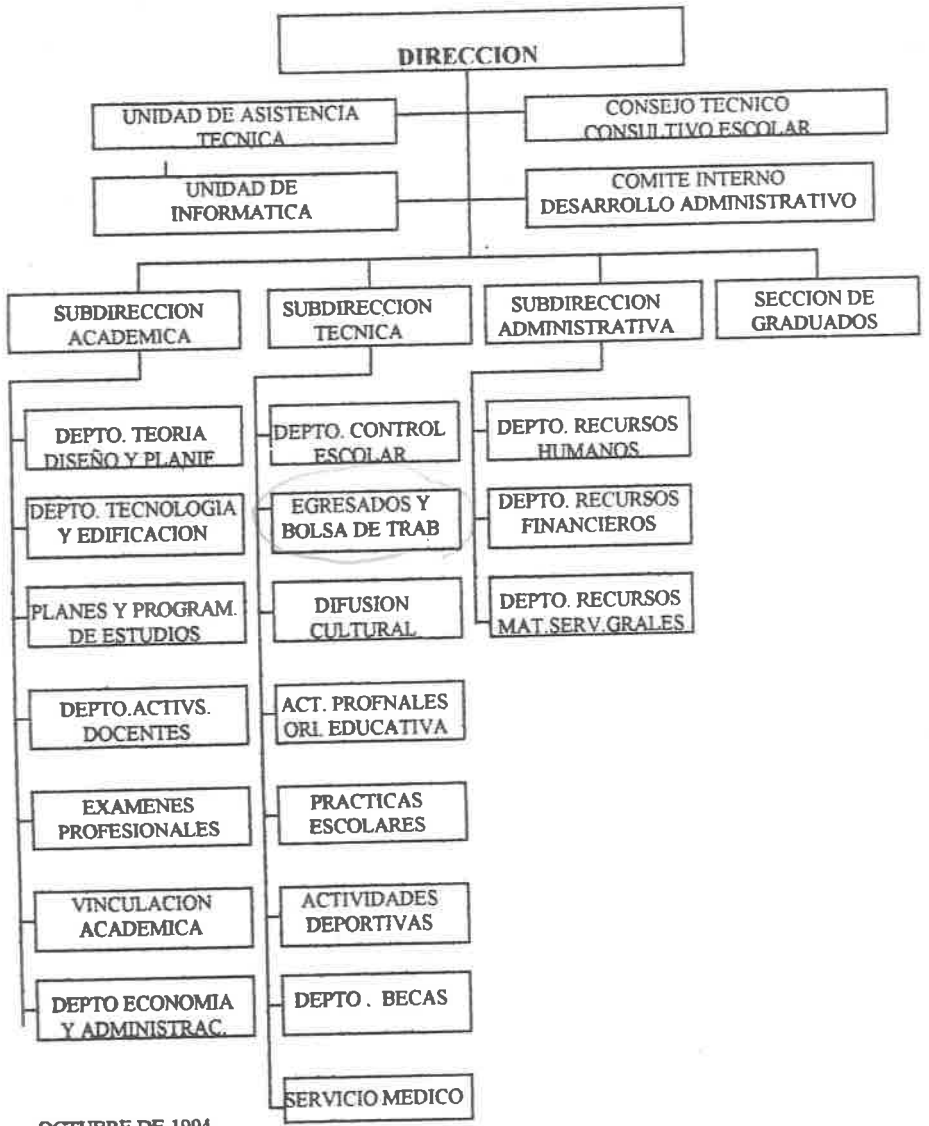 DIRECCION
UNIDAD DE ASISTENCIA
TECNICA
CONSEJO TECNICO
CONSULTIVO ESCOLAR
UNIDAD DE
INFORMATICA
COMITE INTERNO
DESARROLLO ADMINISTRATIVO
SUBDIRECCION
ACADEMICA
SUBDIRECCION
TECNICA
SUBDIRECCION
ADMINISTRATIVA
SECCION DE
GRADUADOS
DEPTO. TEORIA
DISEÑO Y PLANIF
DEPTO. TECNOLOGIA
Y EDIFICACION
PLANES Y PROGRAM.
DE ESTUDIOS
DEPTO.ACTIVS.
DOCENTES
EXAMENES
PROFESIONALES
VINCULACION
ACADEMICA
DEPTO ECONOMIA
Y ADMINISTRAC.
DEPTO. CONTROL
ESCOLAR
EGRESADOS Y
BOLSA DE TRAB
DIFUSION
CULTURAL
ACT. PROFNALES
ORI. EDUCATIVA
PRACTICAS
ESCOLARES
ACTIVIDADES
DEPORTIVAS
DEPTO . BECAS
SERVICIO MEDICO
DEPTO. RECURSOS
HUMANOS
DEPTO. RECURSOS
FINANCIEROS
DEPTO. RECURSOS
MAT.SERV.GRALES
OCTUBRE DE 1994